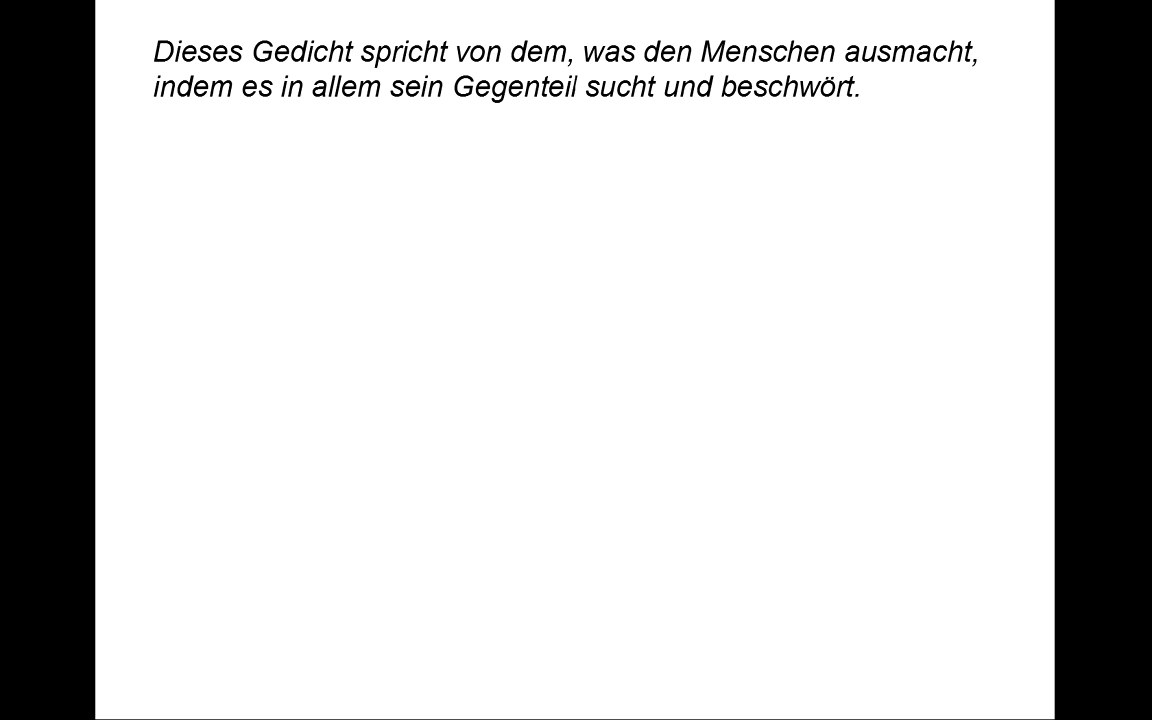 Dieses Gedicht spricht von dem, was den Menschen ausmacht,
indem es in allem sein Gegenteil sucht und beschwört.